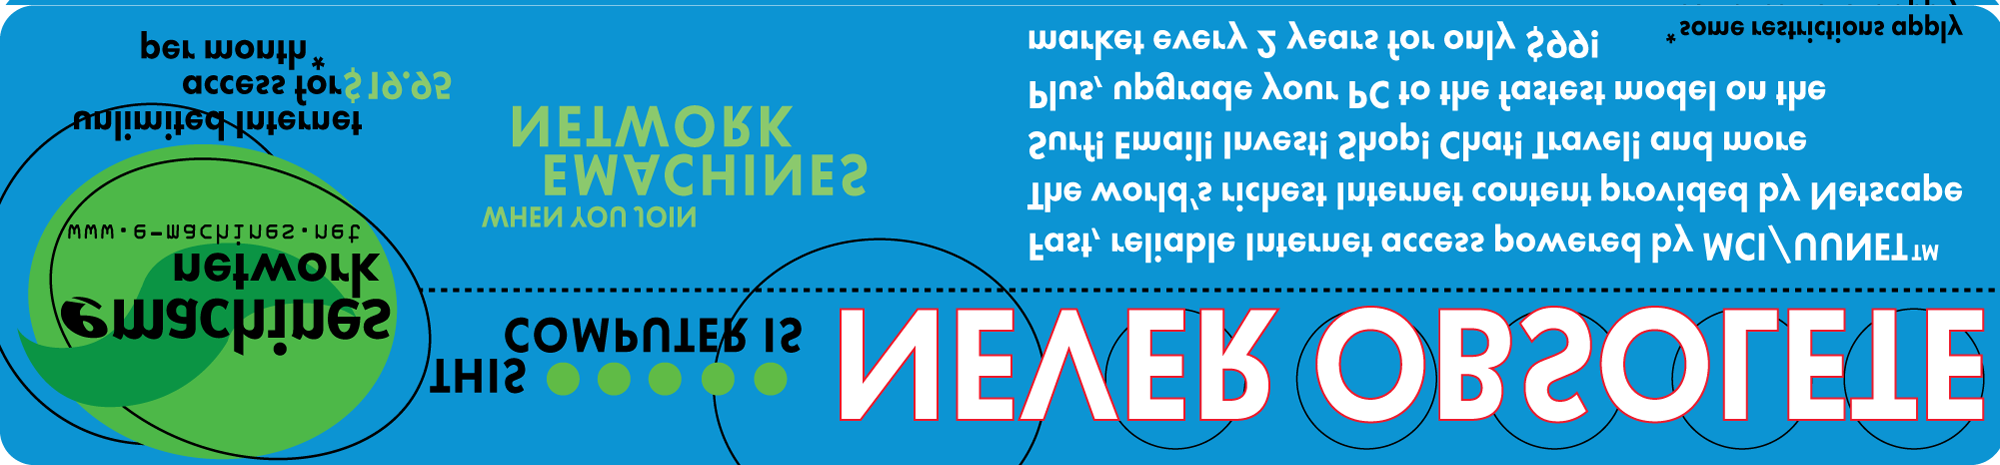 THIS
COMPUTER IS
NEVER OBSOLETE
emachines
network
www.e-machines.net
unlimited Internet
access for $19.95
per month*
WHEN YOU JOIN
EMACHINES
NETWORK
Fast, reliable Internet access powered by MCI/UUNET™
The world's richest Internet content provided by Netscape
Surf! Email! Invest! Shop! Chat! Travel! and more
Plus, upgrade your PC to the fastest model on the
market every 2 years for only $99!
*some restrictions apply